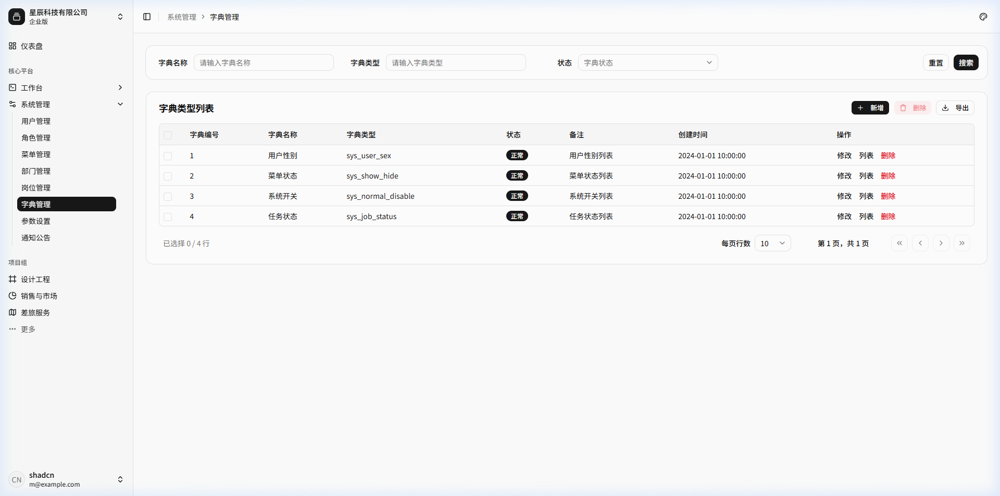 星辰科技有限公司
企业版
仪表盘
核心平台
工作台
系统管理
用户管理
角色管理
菜单管理
部门管理
岗位管理
字典管理
参数设置
通知公告
项目组
设计工程
销售与市场
差旅服务
更多
CN
shadcn
m@example.com
系统管理 字典管理
字典名称 请输入字典名称 字典类型 请输入字典类型 状态 字典状态 重置 搜索
字典类型列表 新增 删除 导出
字典编号 字典名称 字典类型 状态 备注 创建时间 操作
1 用户性别 sys_user_sex 正常 用户性别列表 2024-01-01 10:00:00 修改 列表 删除
2 菜单状态 sys_show_hide 正常 菜单状态列表 2024-01-01 10:00:00 修改 列表 删除
3 系统开关 sys_normal_disable 正常 系统开关列表 2024-01-01 10:00:00 修改 列表 删除
4 任务状态 sys_job_status 正常 任务状态列表 2024-01-01 10:00:00 修改 列表 删除
已选择 0 / 4 行 每页行数 10 第 1 页，共 1 页